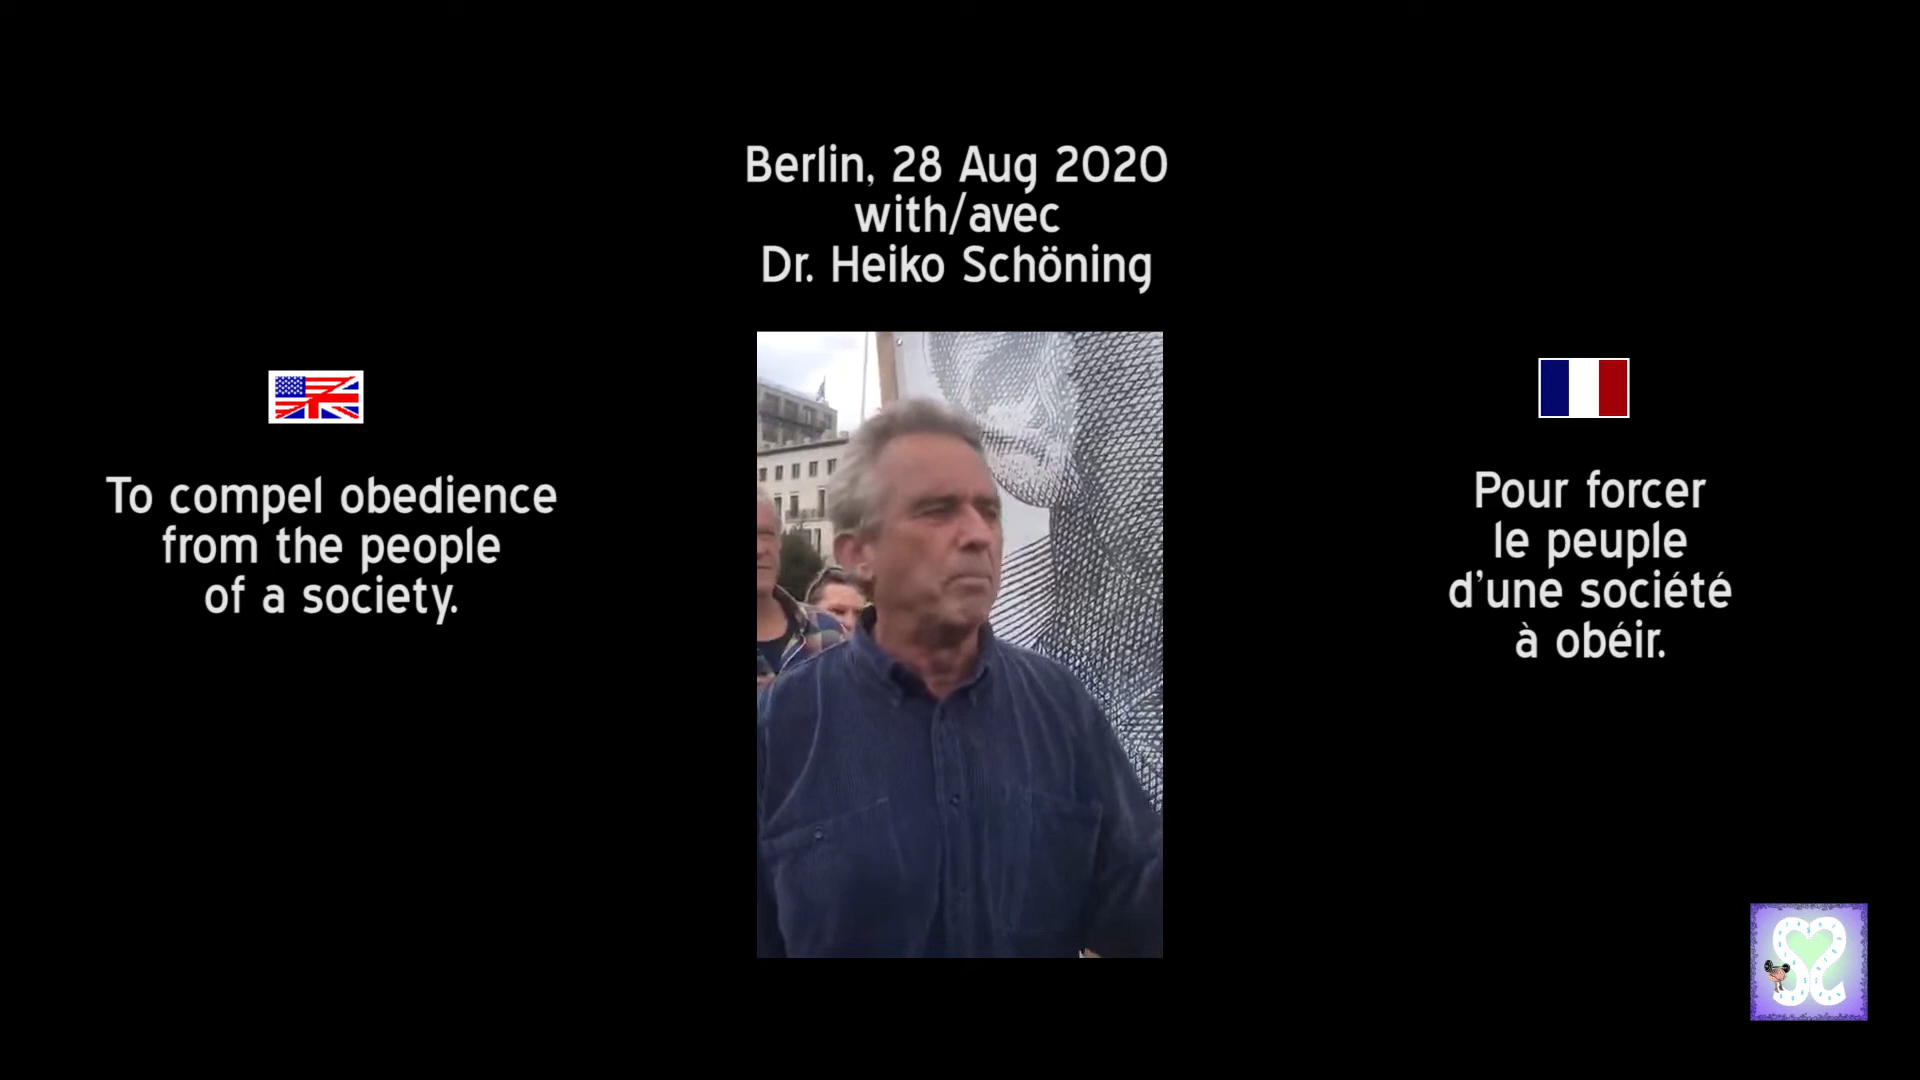 Berlin, 28 Aug 2020
with/avec
Dr. Heiko Schöning
To compel obedience
from the people
of a society.
Pour forcer
le peuple
d'une société
à obéir.